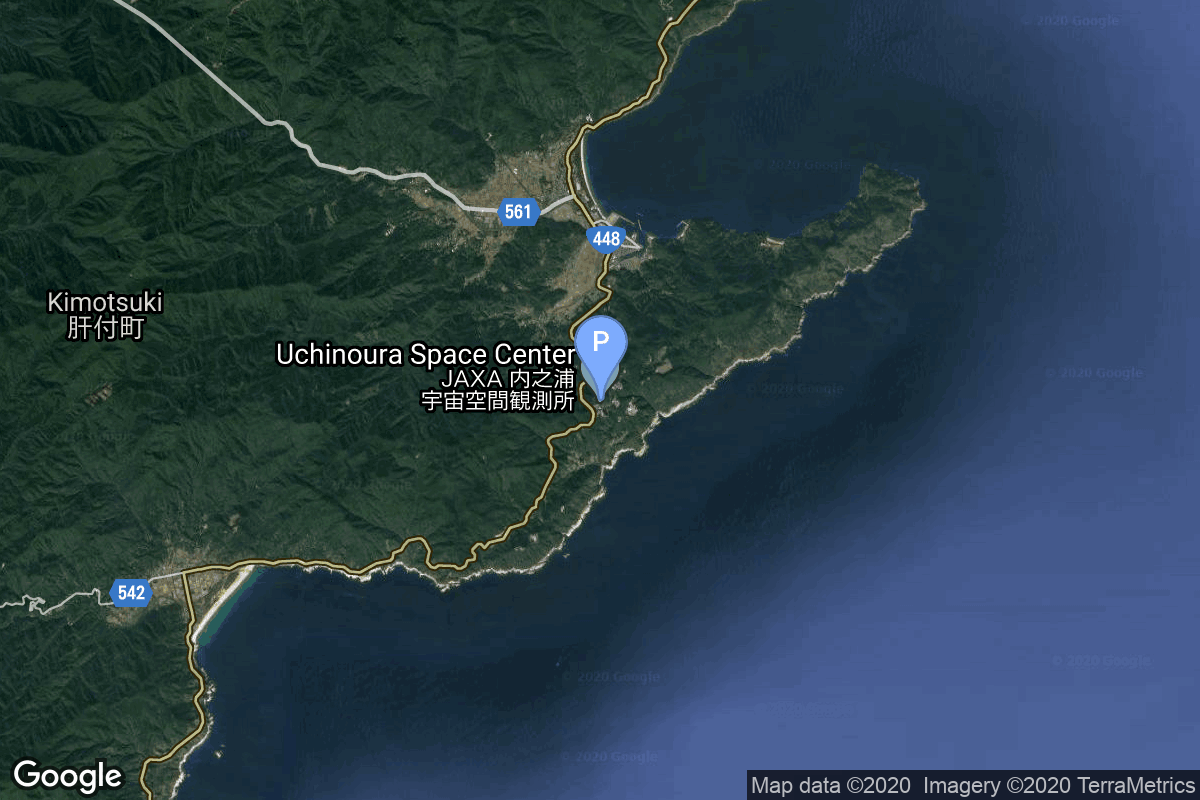 © 2020 Google
561
448
Kimotsuki
肝付町
P
Uchinoura Space Center
JAXA 内之浦
宇宙空間観測所
© 2020 Google
© 2020 Google
542
© 2020 Google
2020 Google
© 2020 Google
Google
Map data ©2020 Imagery ©2020 TerraMetrics